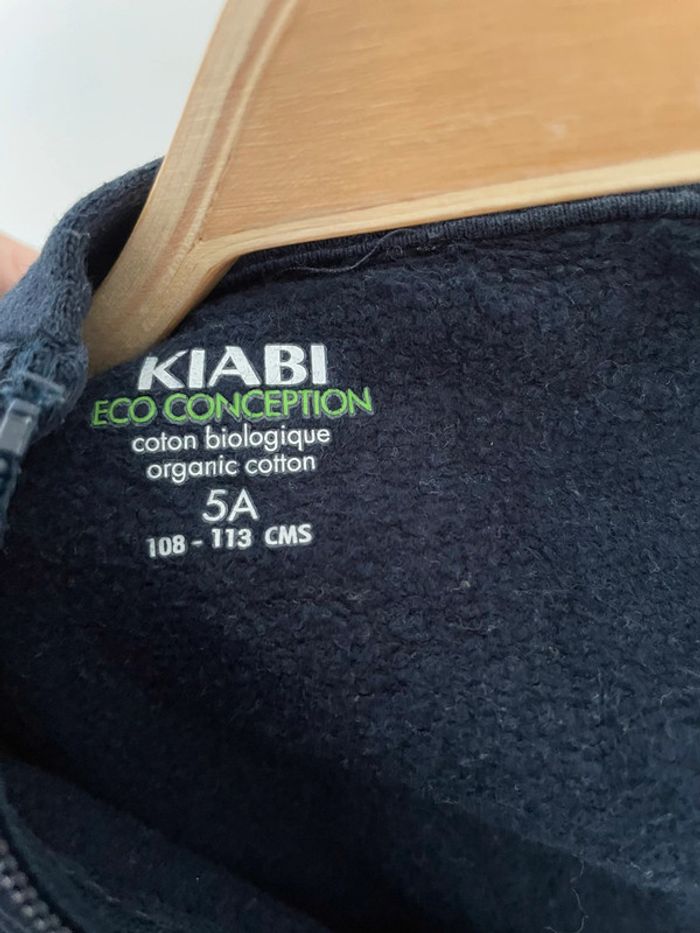 KIABI
ECO CONCEPTION
coton biologique
organic cotton
5A
108 - 113 CMS